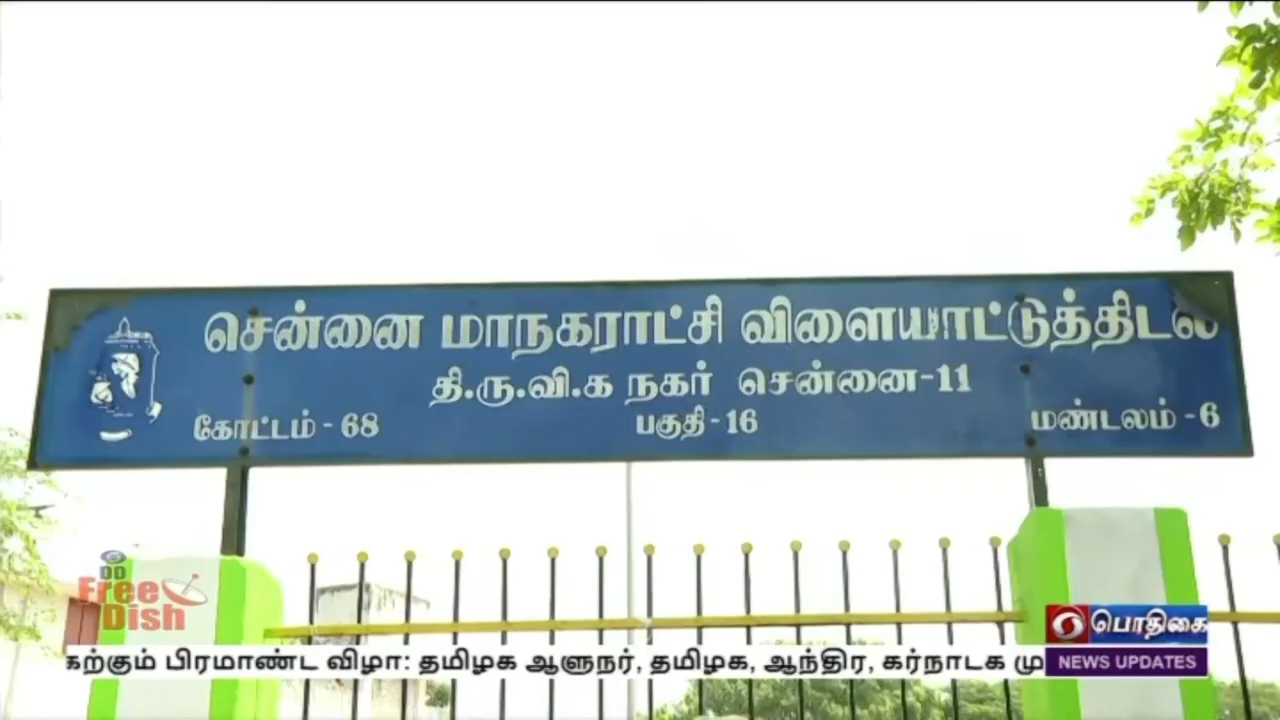 சென்னை மாநகராட்சி விளையாட்டுத்திடல்
தி.ரு.வி.க நகர் சென்னை-11
கோட்டம் - 68 பகுதி - 16 மண்டலம் - 6
DD
Free
Dish
பொதிகை
கற்கும் பிரமாண்ட விழா: தமிழக ஆளுநர், தமிழக, ஆந்திர, கர்நாடக மு
NEWS UPDATES